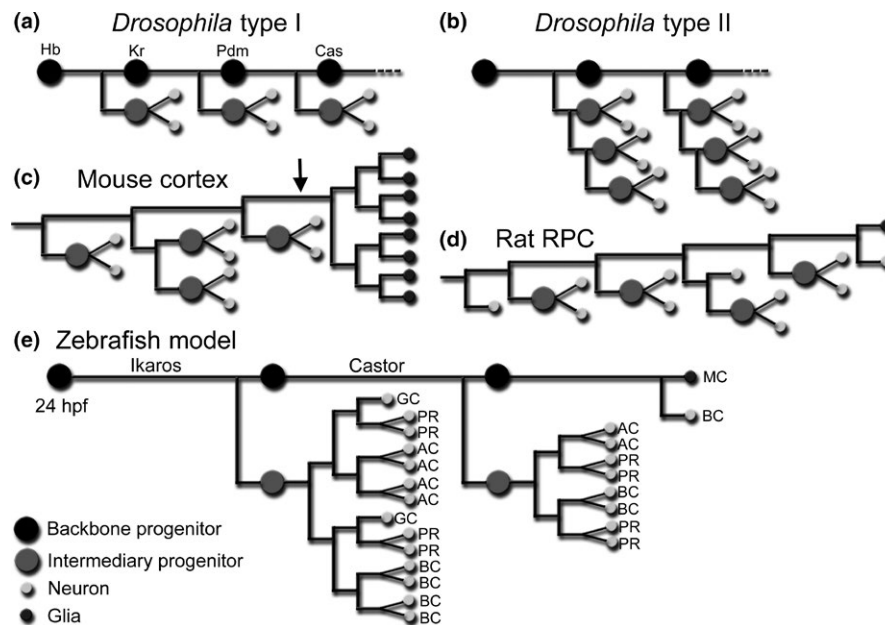 (a) Drosophila type I
Hb Kr Pdm Cas
(b) Drosophila type II
(c) Mouse cortex
(d) Rat RPC
(e) Zebrafish model
Ikaros Castor
24 hpf
MC
BC
GC
PR
PR
AC
AC
AC
AC
GC
PR
PR
BC
BC
BC
BC
AC
AC
PR
PR
BC
BC
PR
PR
Backbone progenitor
Intermediary progenitor
Neuron
Glia